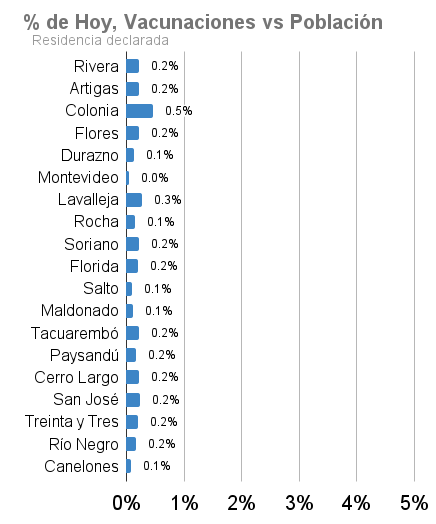 % de Hoy, Vacunaciones vs Población
Residencia declarada
Rivera 0.2%
Artigas 0.2%
Colonia 0.5%
Flores 0.2%
Durazno 0.1%
Montevideo 0.0%
Lavalleja 0.3%
Rocha 0.1%
Soriano 0.2%
Florida 0.2%
Salto 0.1%
Maldonado 0.1%
Tacuarembó 0.2%
Paysandú 0.2%
Cerro Largo 0.2%
San José 0.2%
Treinta y Tres 0.2%
Río Negro 0.2%
Canelones 0.1%
0% 1% 2% 3% 4% 5%